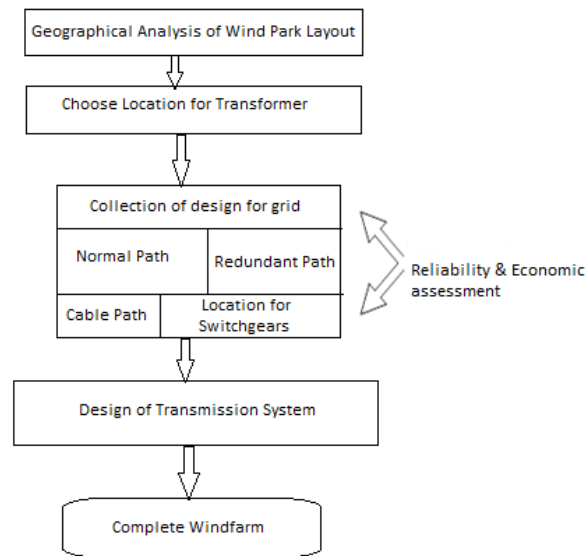 Geographical Analysis of Wind Park Layout
Choose Location for Transformer
Collection of design for grid
Normal Path
Redundant Path
Cable Path
Location for
Switchgears
Reliability & Economic
assessment
Design of Transmission System
Complete Windfarm